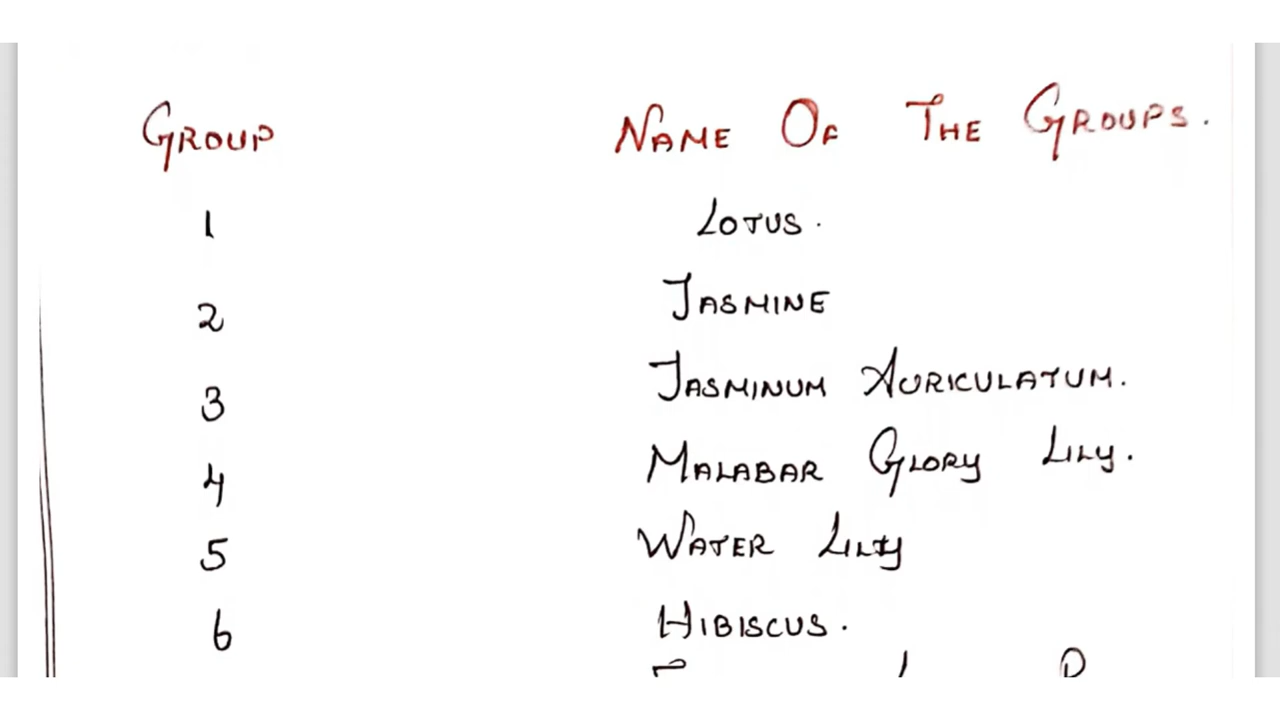 GROUP NAME OF THE GROUPS.
1 LOTUS.
2 JASMINE
3 JASMINUM AURICULATUM.
4 MALABAR GLORY LILY.
5 WATER LILY
6 HIBISCUS.